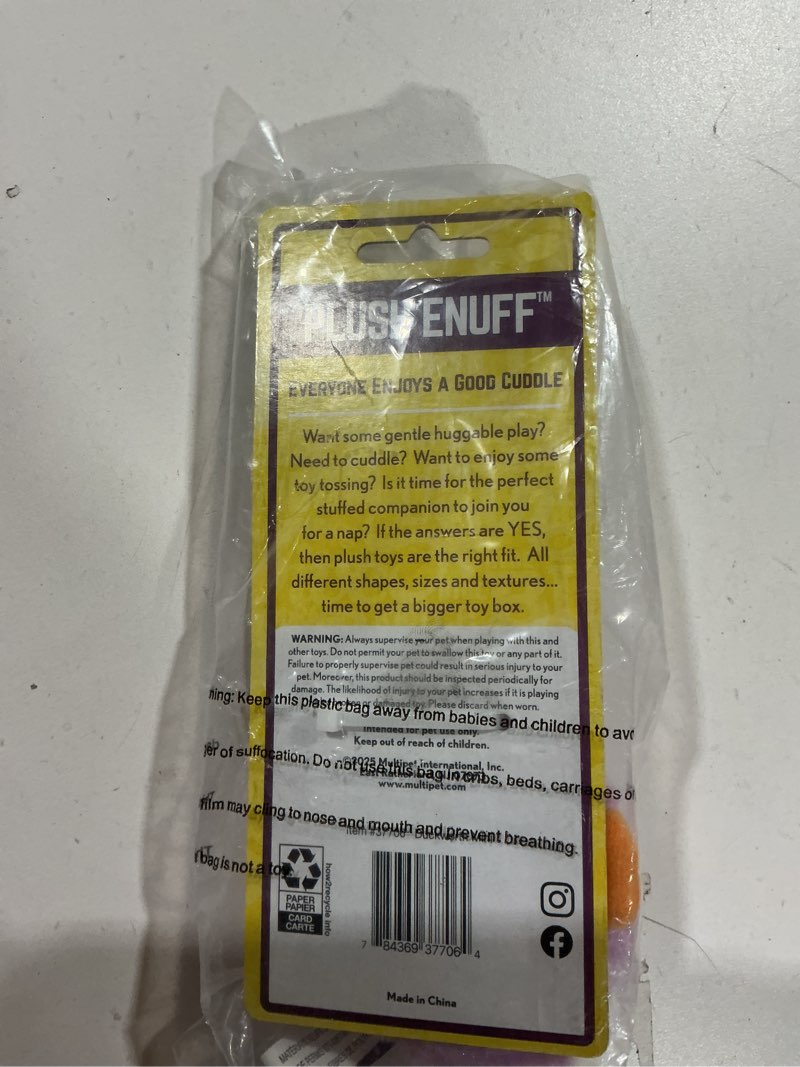 PLUSH ENUFF™
EVERYONE ENJOYS A GOOD CUDDLE
Want some gentle huggable play?
Need to cuddle? Want to enjoy some
toy tossing? Is it time for the perfect
stuffed companion to join you
for a nap? If the answers are YES,
then plush toys are the right fit. All
different shapes, sizes and textures...
time to get a bigger toy box.
WARNING: Always supervise your pet when playing with this and
other toys. Do not permit your pet to swallow this toy or any part of it.
Failure to properly supervise pet could result in serious injury to your
pet. Moreover, this product should be inspected periodically for
damage. The likelihood of injury to your pet increases if it is playing
or damaged toy. Please discard when worn.
ning: Keep this plastic bag away from babies and children to avo
Intended for pet use only.
Keep out of reach of children.
ger of suffocation. Do not use this bag in cribs, beds, carriages o
©2025 Multipet international, Inc.
www.multipet.com
film may cling to nose and mouth and prevent breathing.
Item #37706
bag is not a toy
PAPER
PAPIER
CARD
CARTE
how2recycle.info
7 84369 37706 4
Made in China